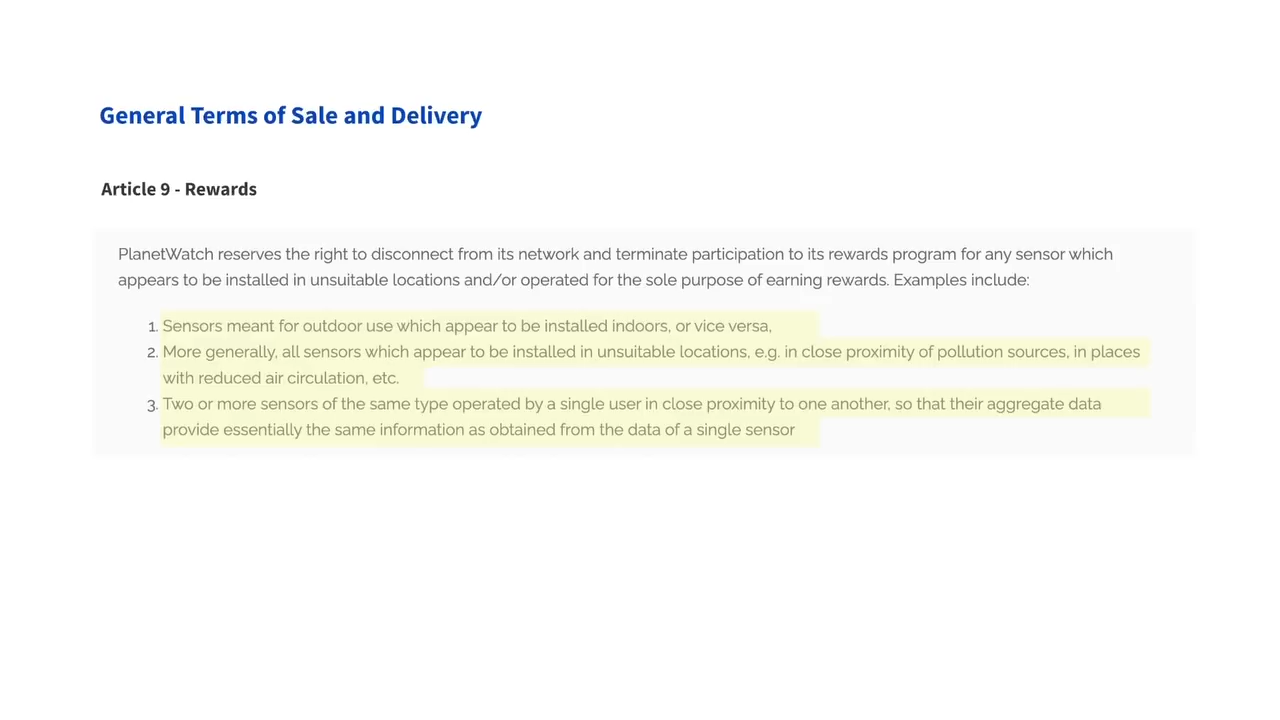 General Terms of Sale and Delivery
Article 9 - Rewards
PlanetWatch reserves the right to disconnect from its network and terminate participation to its rewards program for any sensor which
appears to be installed in unsuitable locations and/or operated for the sole purpose of earning rewards. Examples include:
1. Sensors meant for outdoor use which appear to be installed indoors, or vice versa,
2. More generally, all sensors which appear to be installed in unsuitable locations, e.g. in close proximity of pollution sources, in places
with reduced air circulation, etc.
3. Two or more sensors of the same type operated by a single user in close proximity to one another, so that their aggregate data
provide essentially the same information as obtained from the data of a single sensor